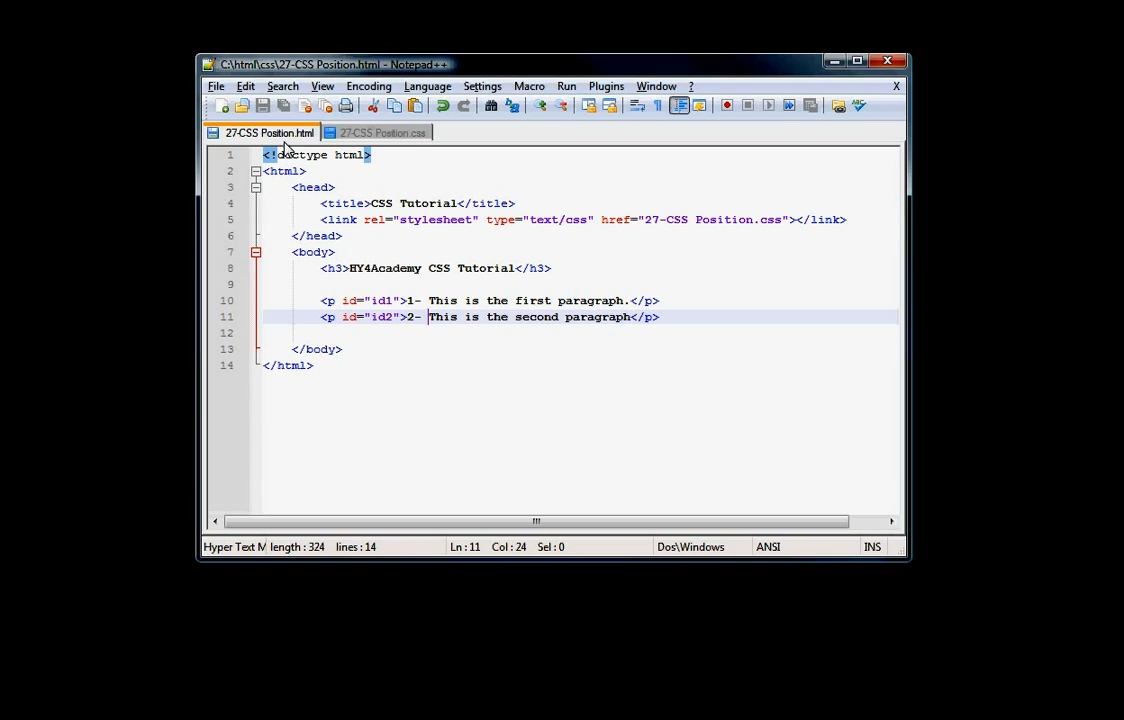 C:\html\css\27-CSS Position.html - Notepad++
File Edit Search View Encoding Language Settings Macro Run Plugins Window ? X
27-CSS Position.html 27-CSS Position.css
1 <!doctype html>
2 <html>
3 <head>
4 <title>CSS Tutorial</title>
5 <link rel="stylesheet" type="text/css" href="27-CSS Position.css"></link>
6 </head>
7 <body>
8 <h3>HY4Academy CSS Tutorial</h3>
9
10 <p id="id1">1- This is the first paragraph.</p>
11 <p id="id2">2- This is the second paragraph</p>
12
13 </body>
14 </html>
Hyper Text M length : 324 lines : 14 Ln : 11 Col : 24 Sel : 0 Dos\Windows ANSI INS